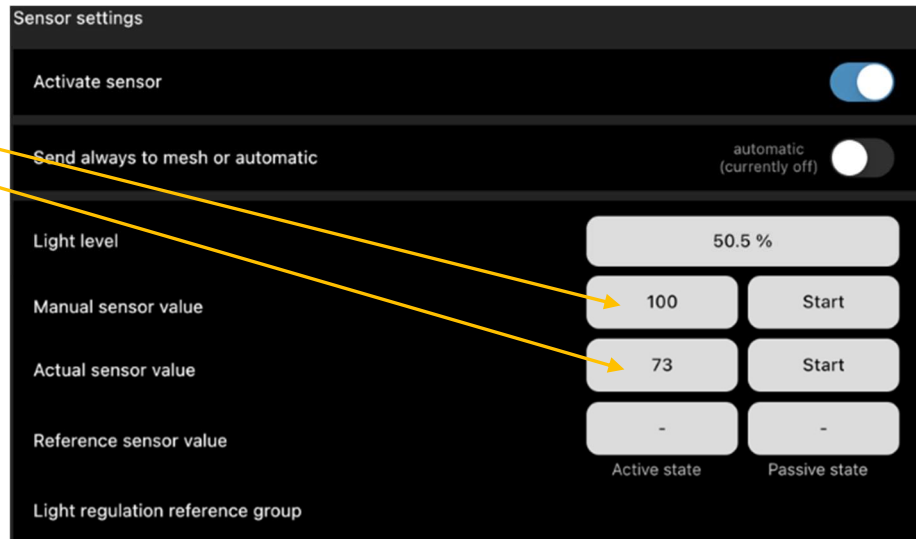 Sensor settings
Activate sensor
Send always to mesh or automatic
automatic
(currently off)
Light level
50.5 %
Manual sensor value
100
Start
Actual sensor value
73
Start
Reference sensor value
-
-
Active state
Passive state
Light regulation reference group